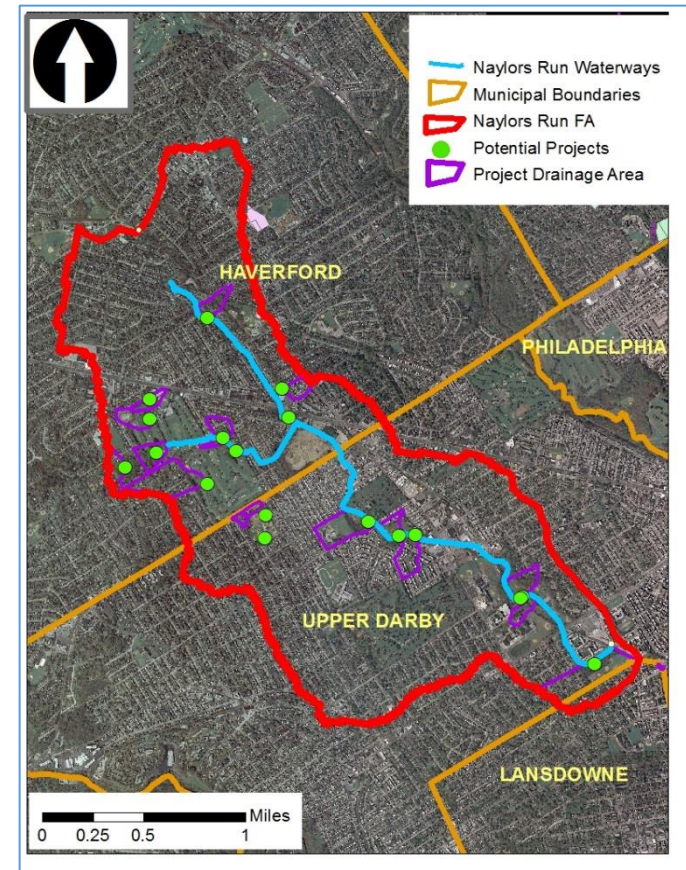 Naylors Run Waterways
Municipal Boundaries
Naylors Run FA
Potential Projects
Project Drainage Area
HAVERFORD
PHILADELPHIA
UPPER DARBY
LANSDOWNE
Miles
0 0.25 0.5 1